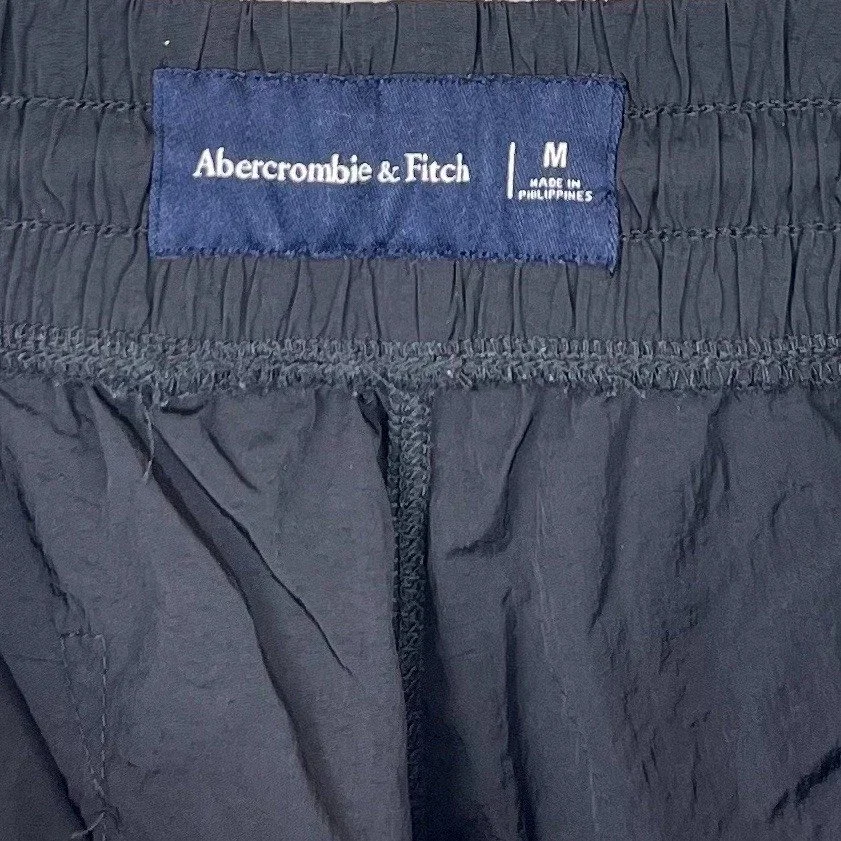 Abercrombie & Fitch
M
MADE IN
PHILIPPINES